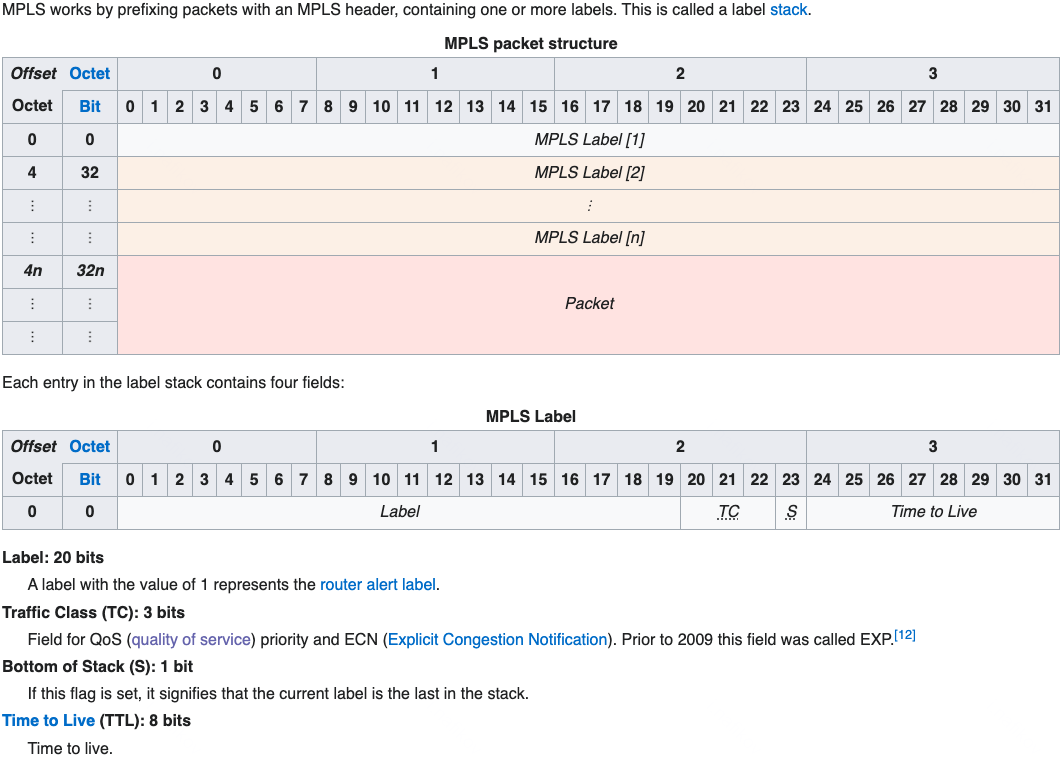 MPLS works by prefixing packets with an MPLS header, containing one or more labels. This is called a label stack.
MPLS packet structure
Offset Octet 0 1 2 3
Octet Bit 0 1 2 3 4 5 6 7 8 9 10 11 12 13 14 15 16 17 18 19 20 21 22 23 24 25 26 27 28 29 30 31
0 0 MPLS Label [1]
4 32 MPLS Label [2]
⋮ ⋮ ⋮
⋮ ⋮ MPLS Label [n]
4n 32n
⋮ ⋮ Packet
⋮ ⋮
Each entry in the label stack contains four fields:
MPLS Label
Offset Octet 0 1 2 3
Octet Bit 0 1 2 3 4 5 6 7 8 9 10 11 12 13 14 15 16 17 18 19 20 21 22 23 24 25 26 27 28 29 30 31
0 0 Label TC S Time to Live
Label: 20 bits
A label with the value of 1 represents the router alert label.
Traffic Class (TC): 3 bits
Field for QoS (quality of service) priority and ECN (Explicit Congestion Notification). Prior to 2009 this field was called EXP.[12]
Bottom of Stack (S): 1 bit
If this flag is set, it signifies that the current label is the last in the stack.
Time to Live (TTL): 8 bits
Time to live.